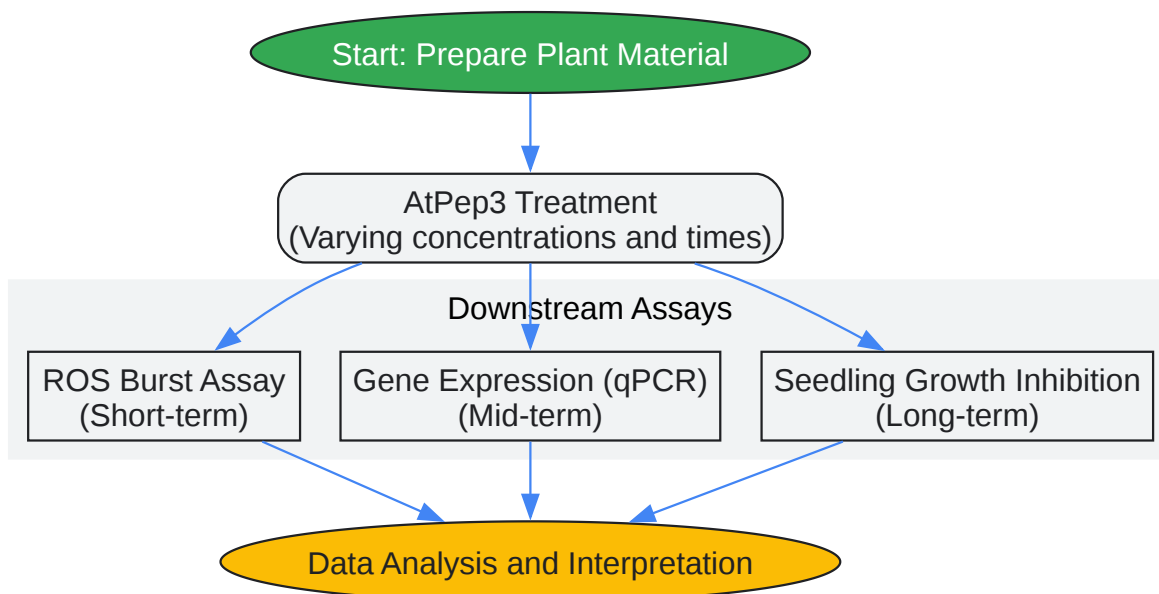 Start: Prepare Plant Material
AtPep3 Treatment
(Varying concentrations and times)
Downstream Assays
ROS Burst Assay
(Short-term)
Gene Expression (qPCR)
(Mid-term)
Seedling Growth Inhibition
(Long-term)
Data Analysis and Interpretation